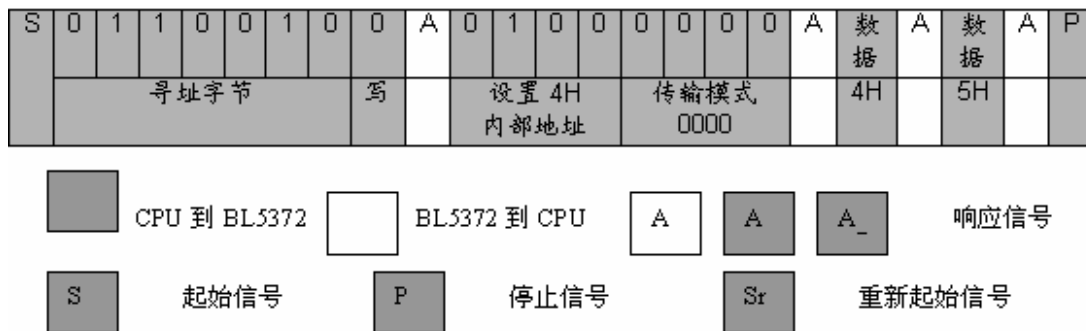 S 0 1 1 0 0 1 0 0 A 0 1 0 0 0 0 0 0 A 数据 A 数据 A P
寻址字节 写 设置 4H 内部地址 传输模式 0000 4H 5H
CPU 到 BL5372 BL5372 到 CPU A A A_ 响应信号
S 起始信号 P 停止信号 Sr 重新起始信号